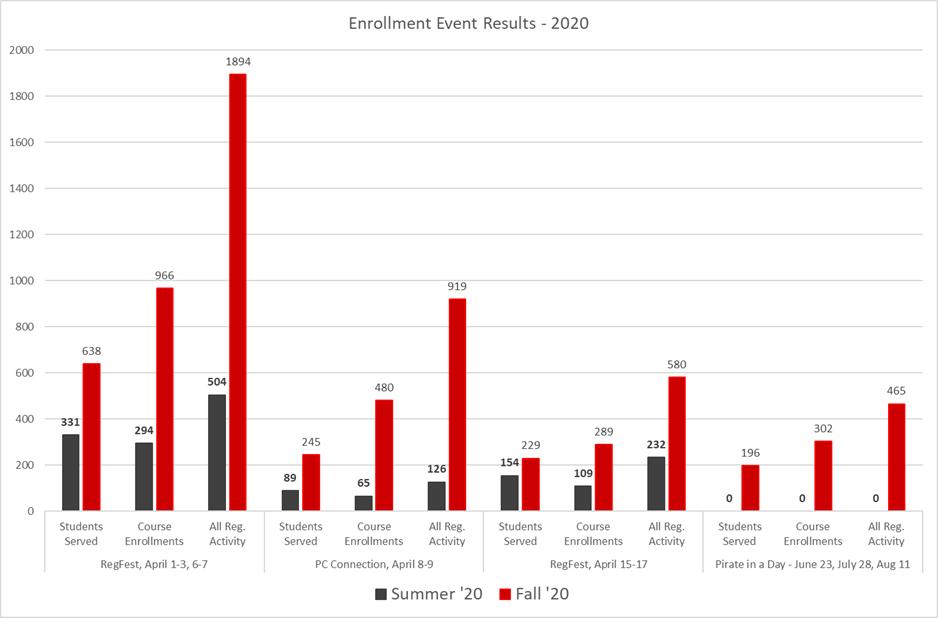 Enrollment Event Results - 2020
2000
1800
1600
1400
1200
1000
800
600
400
200
0
331
638
294
966
504
1894
89
245
65
480
126
919
154
229
109
289
232
580
0
196
0
302
0
465
Students Served
Course Enrollments
All Reg. Activity
Students Served
Course Enrollments
All Reg. Activity
Students Served
Course Enrollments
All Reg. Activity
Students Served
Course Enrollments
All Reg. Activity
RegFest, April 1-3, 6-7
PC Connection, April 8-9
RegFest, April 15-17
Pirate in a Day - June 23, July 28, Aug 11
Summer '20
Fall '20